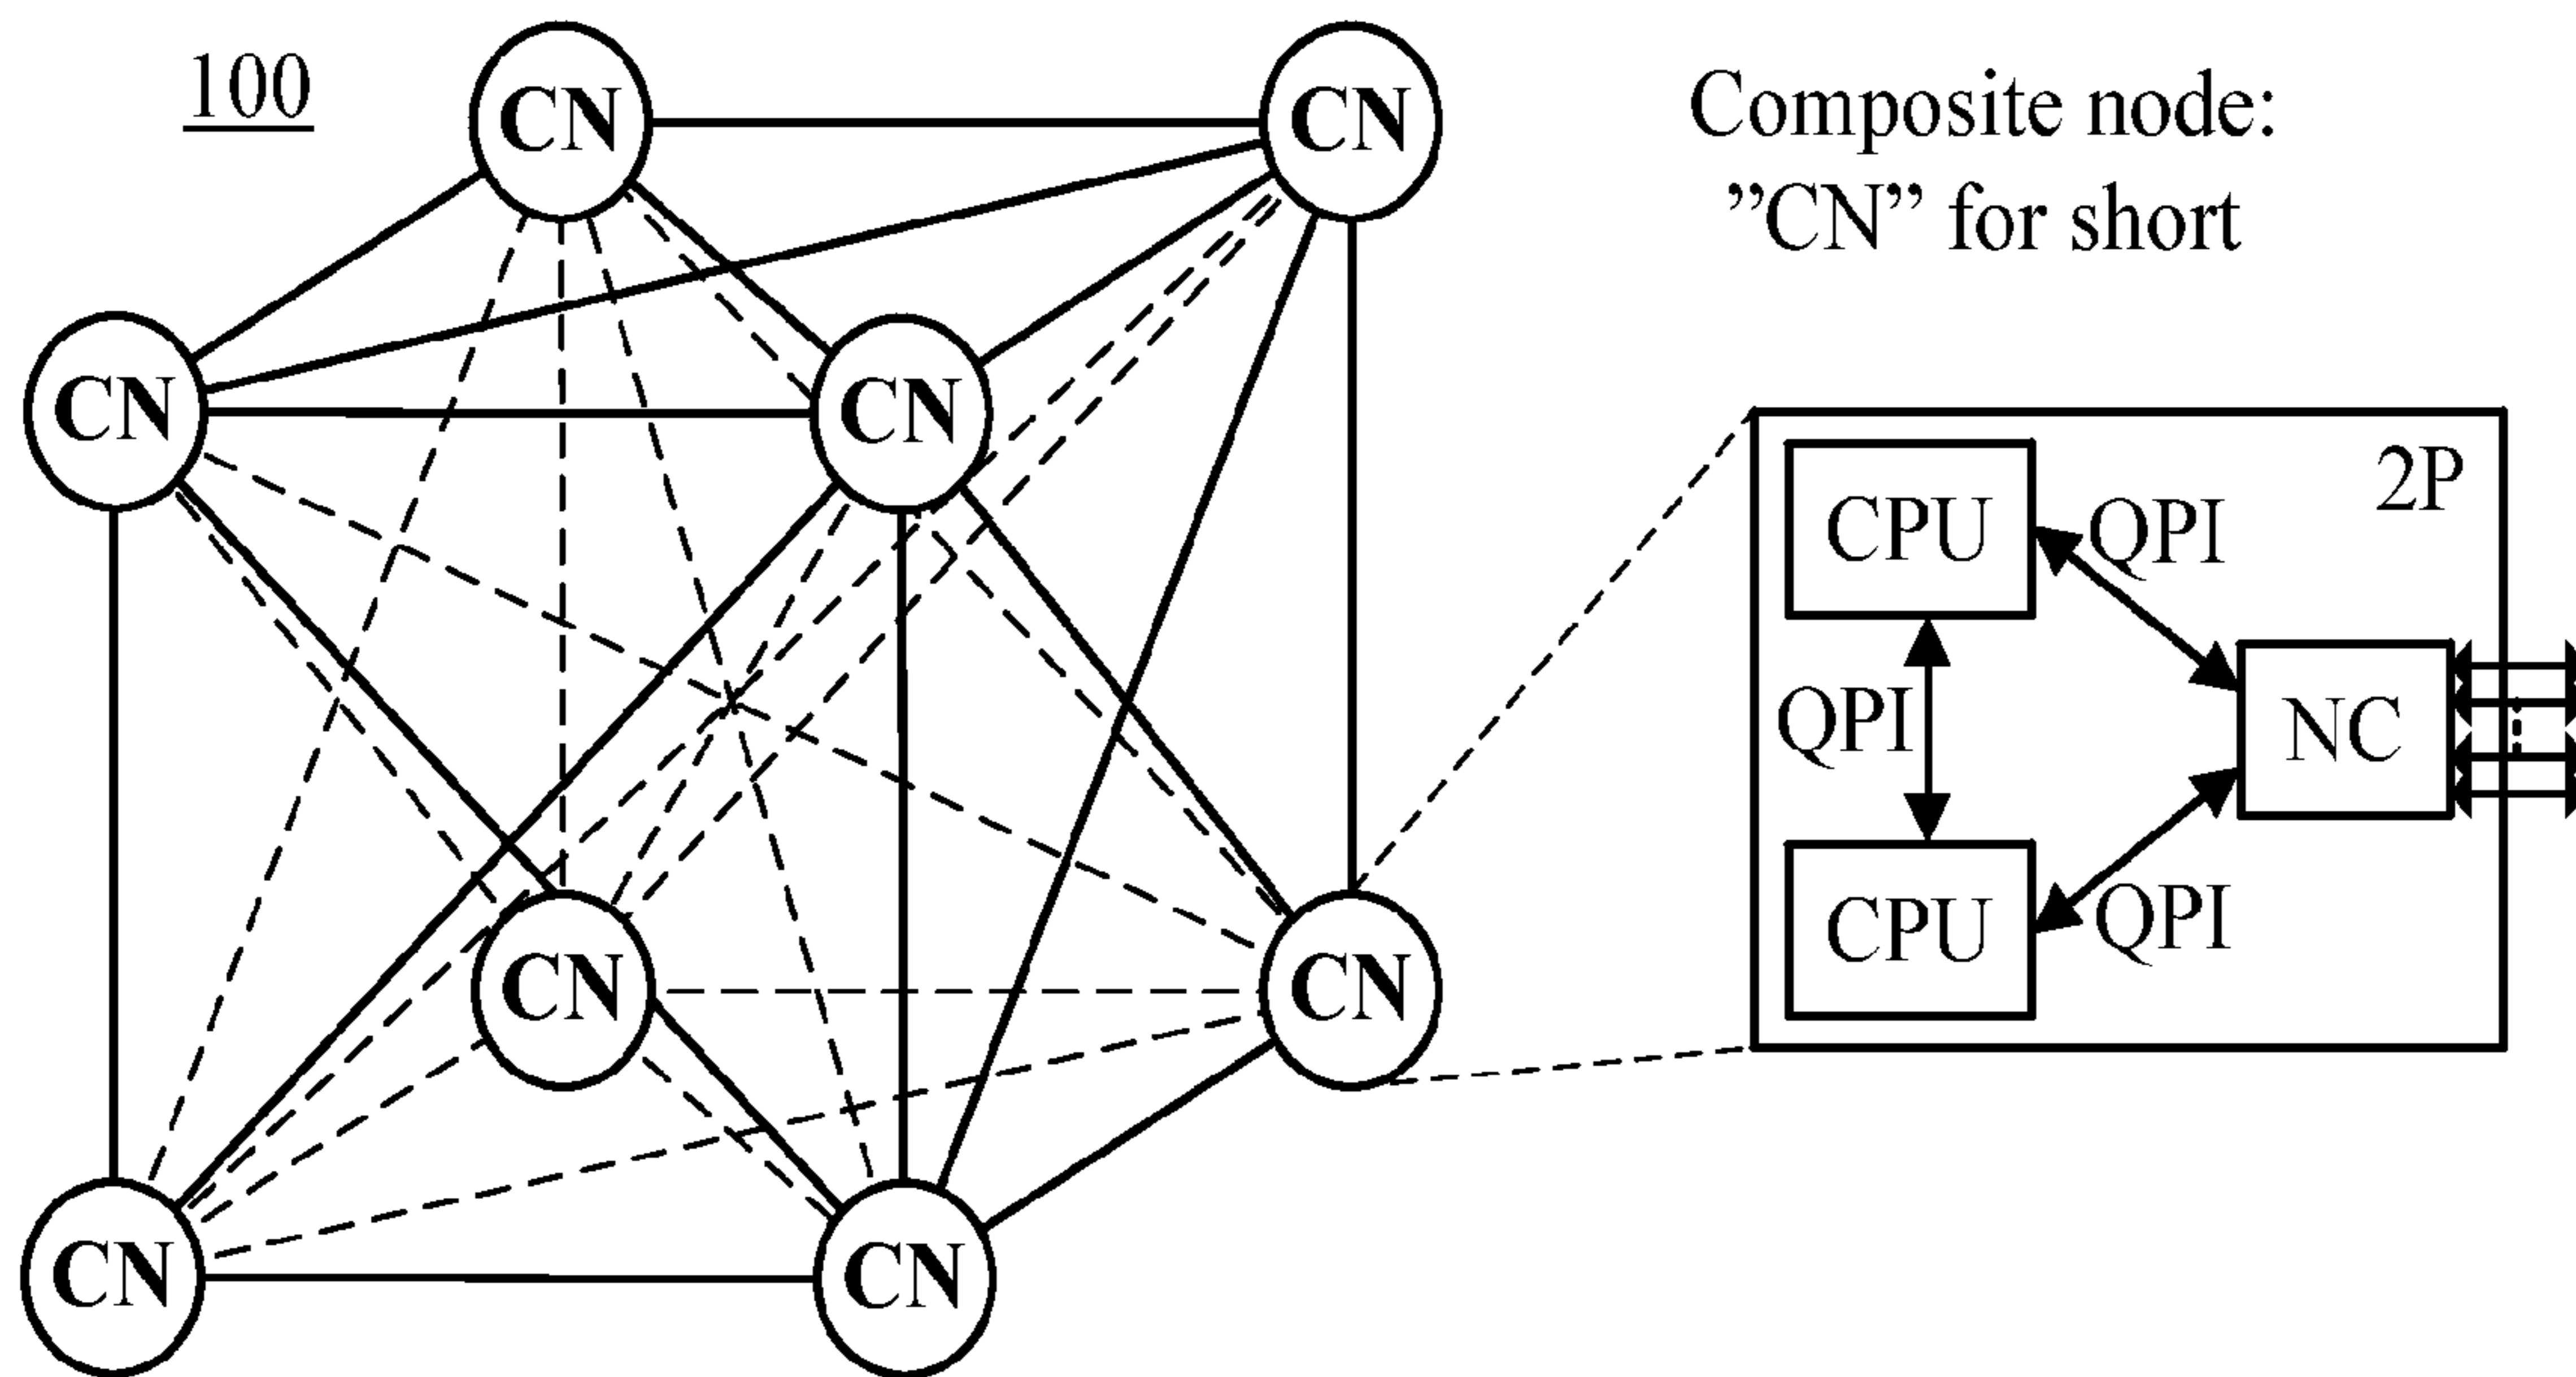 100
CN
CN
Composite node:
”CN” for short
CN
CN
2P
CPU
QPI
QPI
NC
CPU
QPI
CN
CN
CN
CN